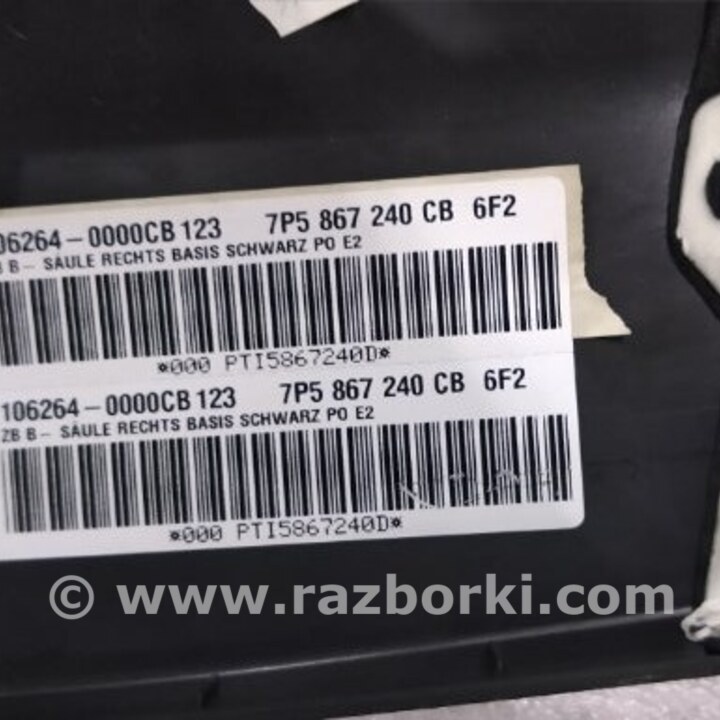 06264-0000CB 123 7P5 867 240 CB 6F2
B- SAULE RECHTS BASIS SCHWARZ PO E2
*000 PTI5867240D*
106264-0000CB 123 7P5 867 240 CB 6F2
ZB B- SAULE RECHTS BASIS SCHWARZ PO E2
*000 PTI5867240D*
© www.razborki.com